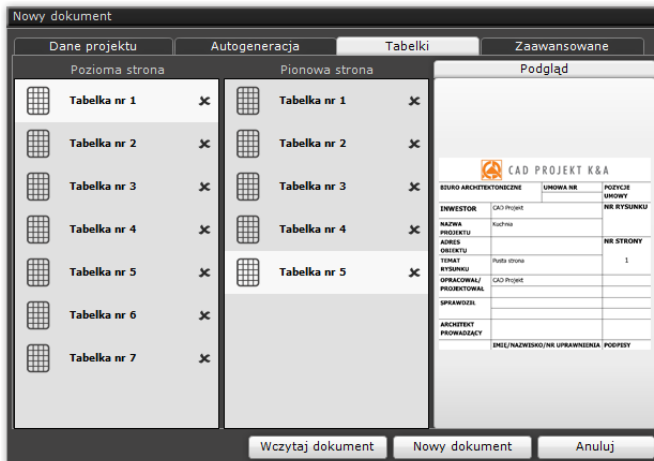 Nowy dokument
Dane projektu Autogeneracja Tabelki Zaawansowane
Pozioma strona
Tabelka nr 1
Tabelka nr 2
Tabelka nr 3
Tabelka nr 4
Tabelka nr 5
Tabelka nr 6
Tabelka nr 7
Pionowa strona
Tabelka nr 1
Tabelka nr 2
Tabelka nr 3
Tabelka nr 4
Tabelka nr 5
Podgląd
CAD PROJEKT K&A
BIURO ARCHITEKTONICZNE UMOWA NR POZYCJE
UMOWY
INWESTOR CAD Projekt NR RYSUNKU
NAZWA Kuchnia
PROJEKTU
ADRES NR STRONY
OBIEKTU
TEMAT Pusta strona 1
RYSUNKU
OPRACOWAŁ/ CAD Projekt
PROJEKTOWAŁ
SPRAWDZIŁ
ARCHITEKT
PROWADZĄCY
IMIĘ/NAZWISKO/NR UPRAWNIENIA PODPISY
Wczytaj dokument Nowy dokument Anuluj